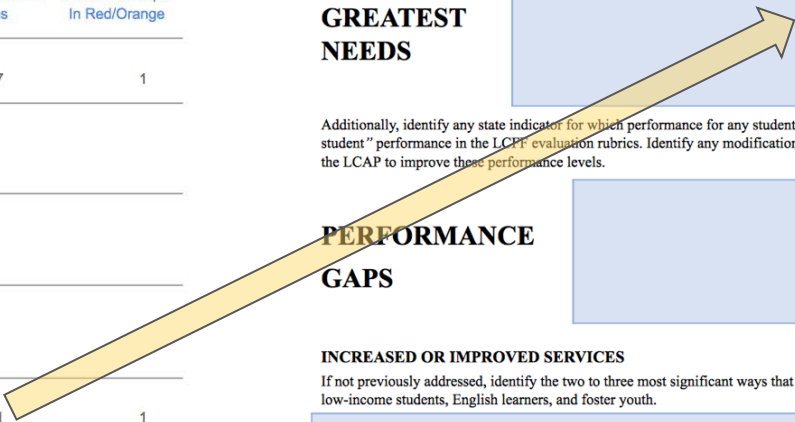 In Red/Orange
1
1
GREATEST
NEEDS
Additionally, identify any state indicator for which performance for any student
student” performance in the LCFF evaluation rubrics. Identify any modification
the LCAP to improve these performance levels.
PERFORMANCE
GAPS
INCREASED OR IMPROVED SERVICES
If not previously addressed, identify the two to three most significant ways that
low-income students, English learners, and foster youth.